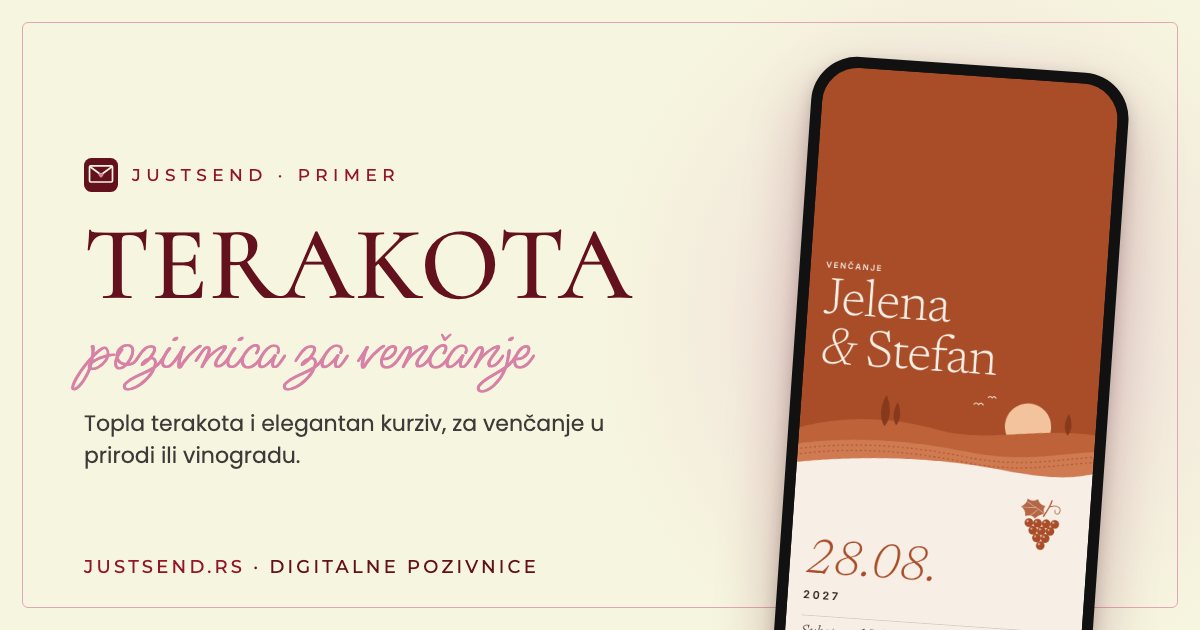 JUSTSEND · PRIMER
TERAKOTA
pozivnica za venčanje
Topla terakota i elegantan kurziv, za venčanje u
prirodi ili vinogradu.
JUSTSEND.RS · DIGITALNE POZIVNICE
VENČANJE
Jelena
& Stefan
28.08.
2027